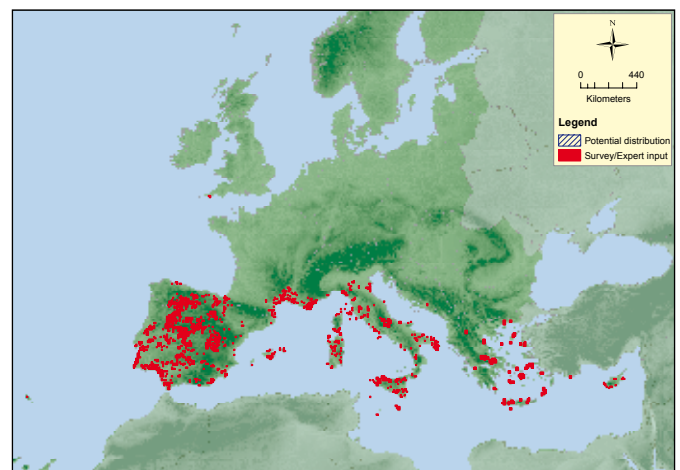 N
0 440
Kilometers
Legend
Potential distribution
Survey/Expert input